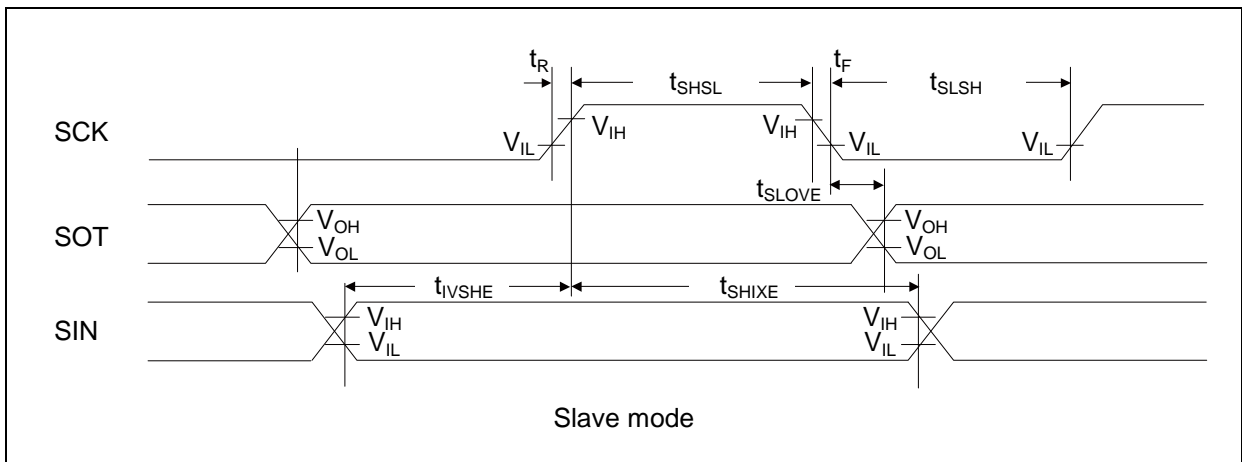 tR tF
tSHSL tSLSH
SCK VIH VIH
VIL VIL VIL
tSLOVE
VOH VOH
SOT VOL VOL
tIVSHE tSHIXE
SIN VIH VIH
VIL VIL
Slave mode